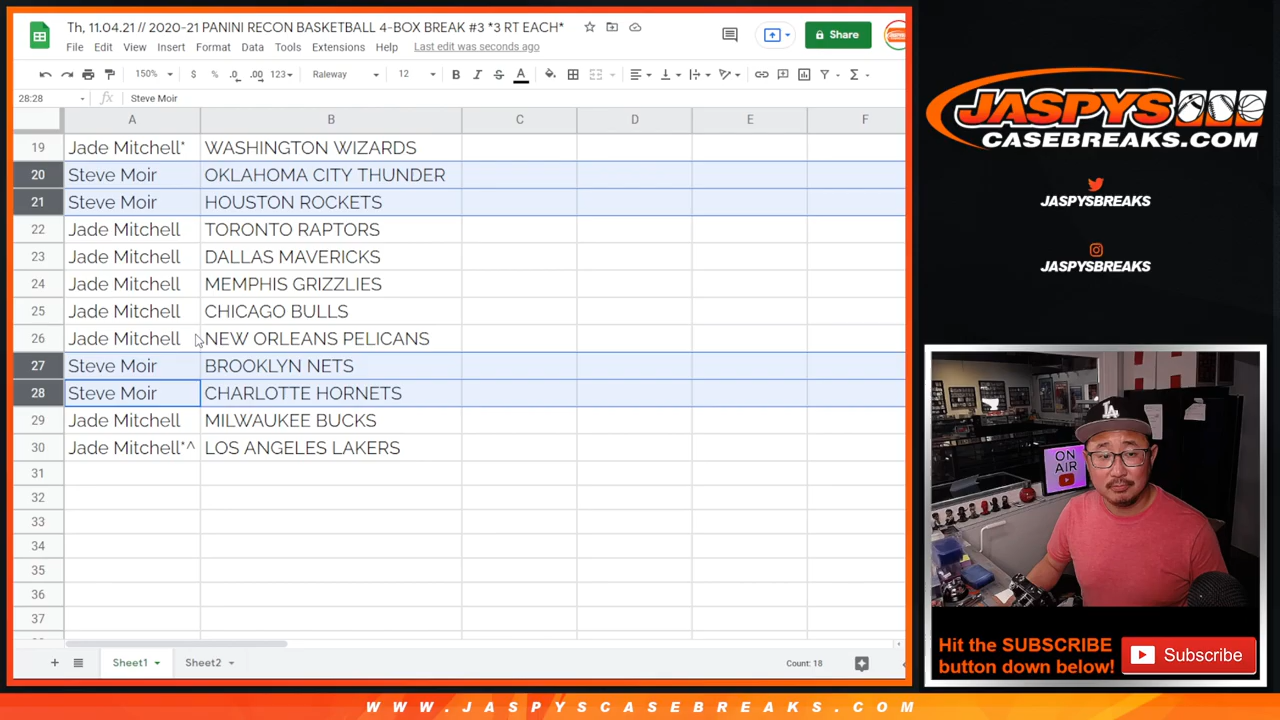 Th, 11.04.21 // 2020-21 PANINI RECON BASKETBALL 4-BOX BREAK #3 *3 RT EACH*
Share
File Edit View Insert Format Data Tools Extensions Help Last edit was seconds ago
150% $ % .0 .00 123 Raleway 12 B I S A
28:28 fx Steve Moir
A B C D E F
19 Jade Mitchell* WASHINGTON WIZARDS
20 Steve Moir OKLAHOMA CITY THUNDER
21 Steve Moir HOUSTON ROCKETS
22 Jade Mitchell TORONTO RAPTORS
23 Jade Mitchell DALLAS MAVERICKS
24 Jade Mitchell MEMPHIS GRIZZLIES
25 Jade Mitchell CHICAGO BULLS
26 Jade Mitchell NEW ORLEANS PELICANS
27 Steve Moir BROOKLYN NETS
28 Steve Moir CHARLOTTE HORNETS
29 Jade Mitchell MILWAUKEE BUCKS
30 Jade Mitchell*^ LOS ANGELES LAKERS
31
32
33
34
35
36
37
+ Sheet1 Sheet2 Count: 18
JASPYS
CASEBREAKS.COM
JASPYSBREAKS
JASPYSBREAKS
LA
ON
AIR
Hit the SUBSCRIBE
button down below!
Subscribe
WWW.JASPYSCASEBREAKS.COM